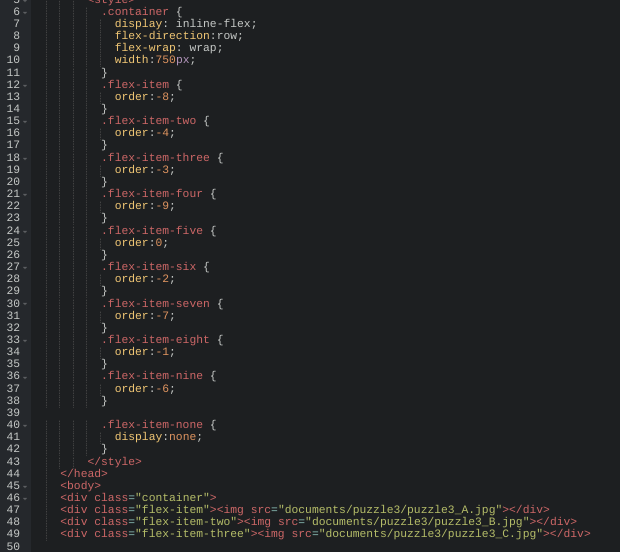 5 <style>
6 .container {
7 display: inline-flex;
8 flex-direction:row;
9 flex-wrap: wrap;
10 width:750px;
11 }
12 .flex-item {
13 order:-8;
14 }
15 .flex-item-two {
16 order:-4;
17 }
18 .flex-item-three {
19 order:-3;
20 }
21 .flex-item-four {
22 order:-9;
23 }
24 .flex-item-five {
25 order:0;
26 }
27 .flex-item-six {
28 order:-2;
29 }
30 .flex-item-seven {
31 order:-7;
32 }
33 .flex-item-eight {
34 order:-1;
35 }
36 .flex-item-nine {
37 order:-6;
38 }
39
40 .flex-item-none {
41 display:none;
42 }
43 </style>
44 </head>
45 <body>
46 <div class="container">
47 <div class="flex-item"><img src="documents/puzzle3/puzzle3_A.jpg"></div>
48 <div class="flex-item-two"><img src="documents/puzzle3/puzzle3_B.jpg"></div>
49 <div class="flex-item-three"><img src="documents/puzzle3/puzzle3_C.jpg"></div>
50